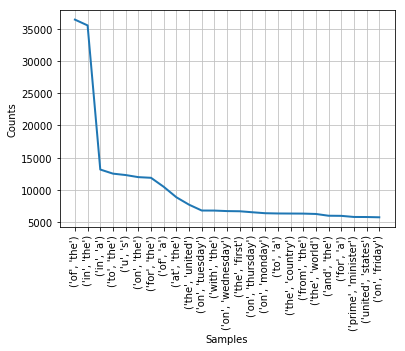 35000
30000
25000
20000
15000
10000
5000
Counts
('of', 'the')
('in', 'the')
('in', 'a')
('to', 'the')
('u', 's')
('on', 'the')
('for', 'the')
('of', 'a')
('at', 'the')
('the', 'united')
('on', 'tuesday')
('with', 'the')
('on', 'wednesday')
('the', 'first')
('on', 'thursday')
('on', 'monday')
('to', 'a')
('the', 'country')
('from', 'the')
('the', 'world')
('and', 'the')
('for', 'a')
('prime', 'minister')
('united', 'states')
('on', 'friday')
Samples